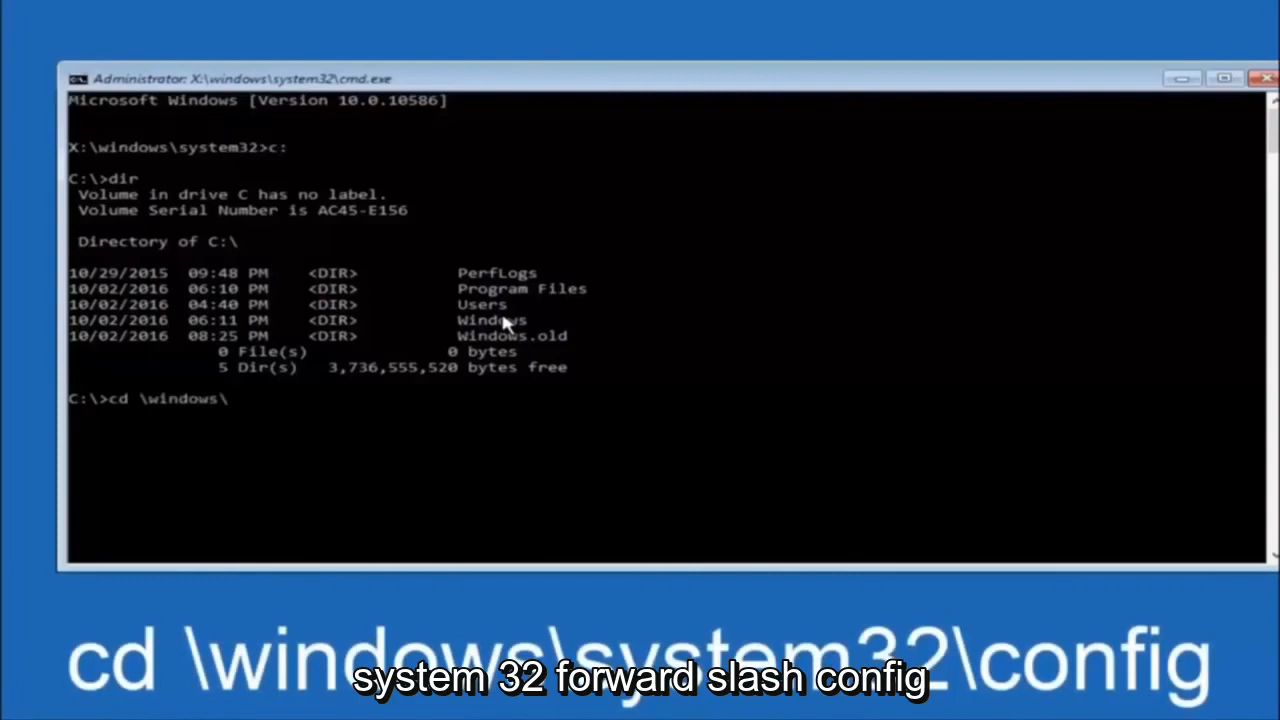 Administrator: X:\windows\system32\cmd.exe
Microsoft Windows [Version 10.0.10586]
X:\windows\system32>c:
C:\>dir
Volume in drive C has no label.
Volume Serial Number is AC45-E156
Directory of C:\
10/29/2015 09:48 PM <DIR> PerfLogs
10/02/2016 06:10 PM <DIR> Program Files
10/02/2016 04:40 PM <DIR> Users
10/02/2016 06:11 PM <DIR> Windows
10/02/2016 08:25 PM <DIR> Windows.old
0 File(s) 0 bytes
5 Dir(s) 3,736,555,520 bytes free
C:\>cd \windows\
cd \windows\system32\config
system 32 forward slash config